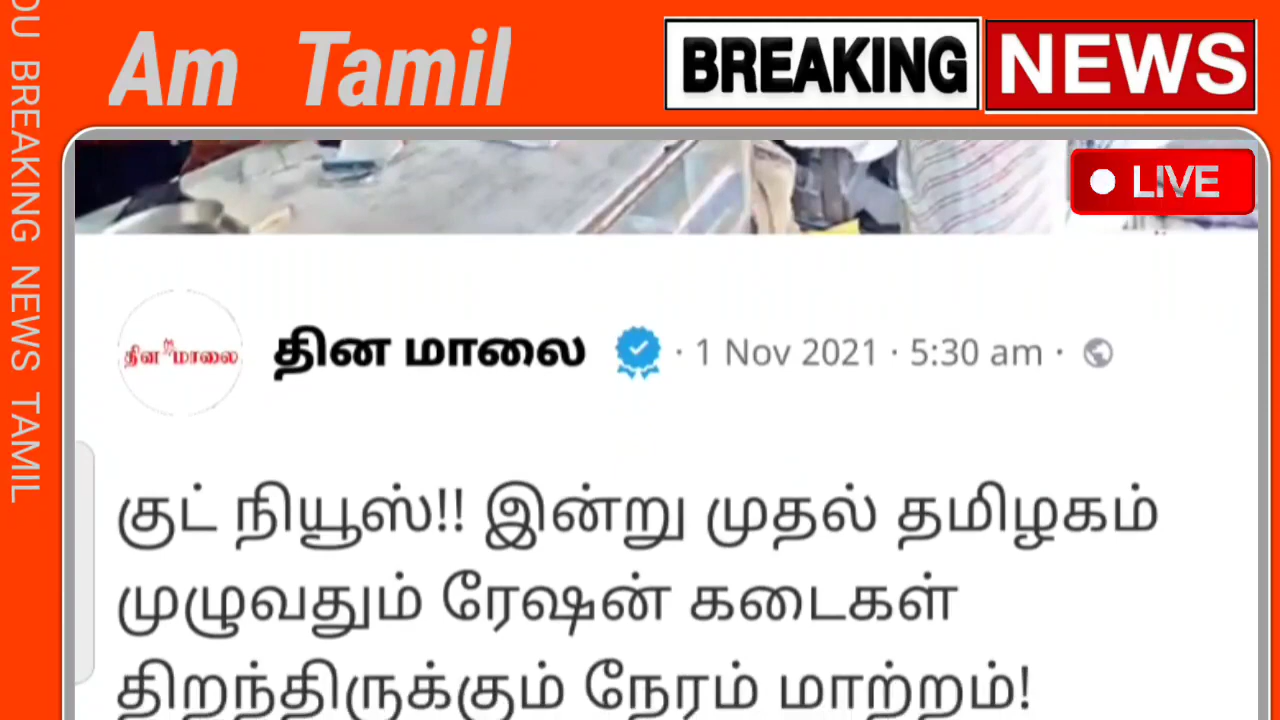 Am Tamil
BREAKING NEWS
LIVE
OU BREAKING NEWS TAMIL
தின மாலை
தின மாலை · 1 Nov 2021 · 5:30 am ·
குட் நியூஸ்!! இன்று முதல் தமிழகம்
முழுவதும் ரேஷன் கடைகள்
திறந்திருக்கும் நேரம் மாற்றம்!